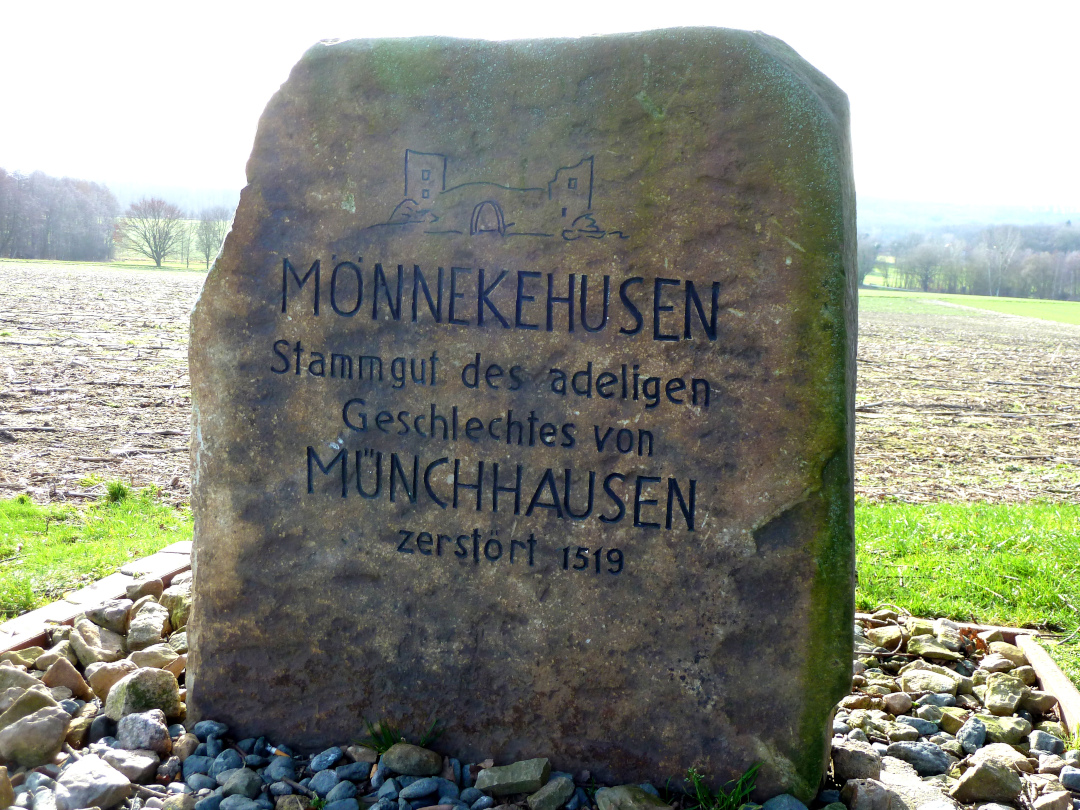 MÖNNEKEHUSEN
Stammgut des adeligen
Geschlechtes von
MÜNCHHAUSEN
zerstört 1519